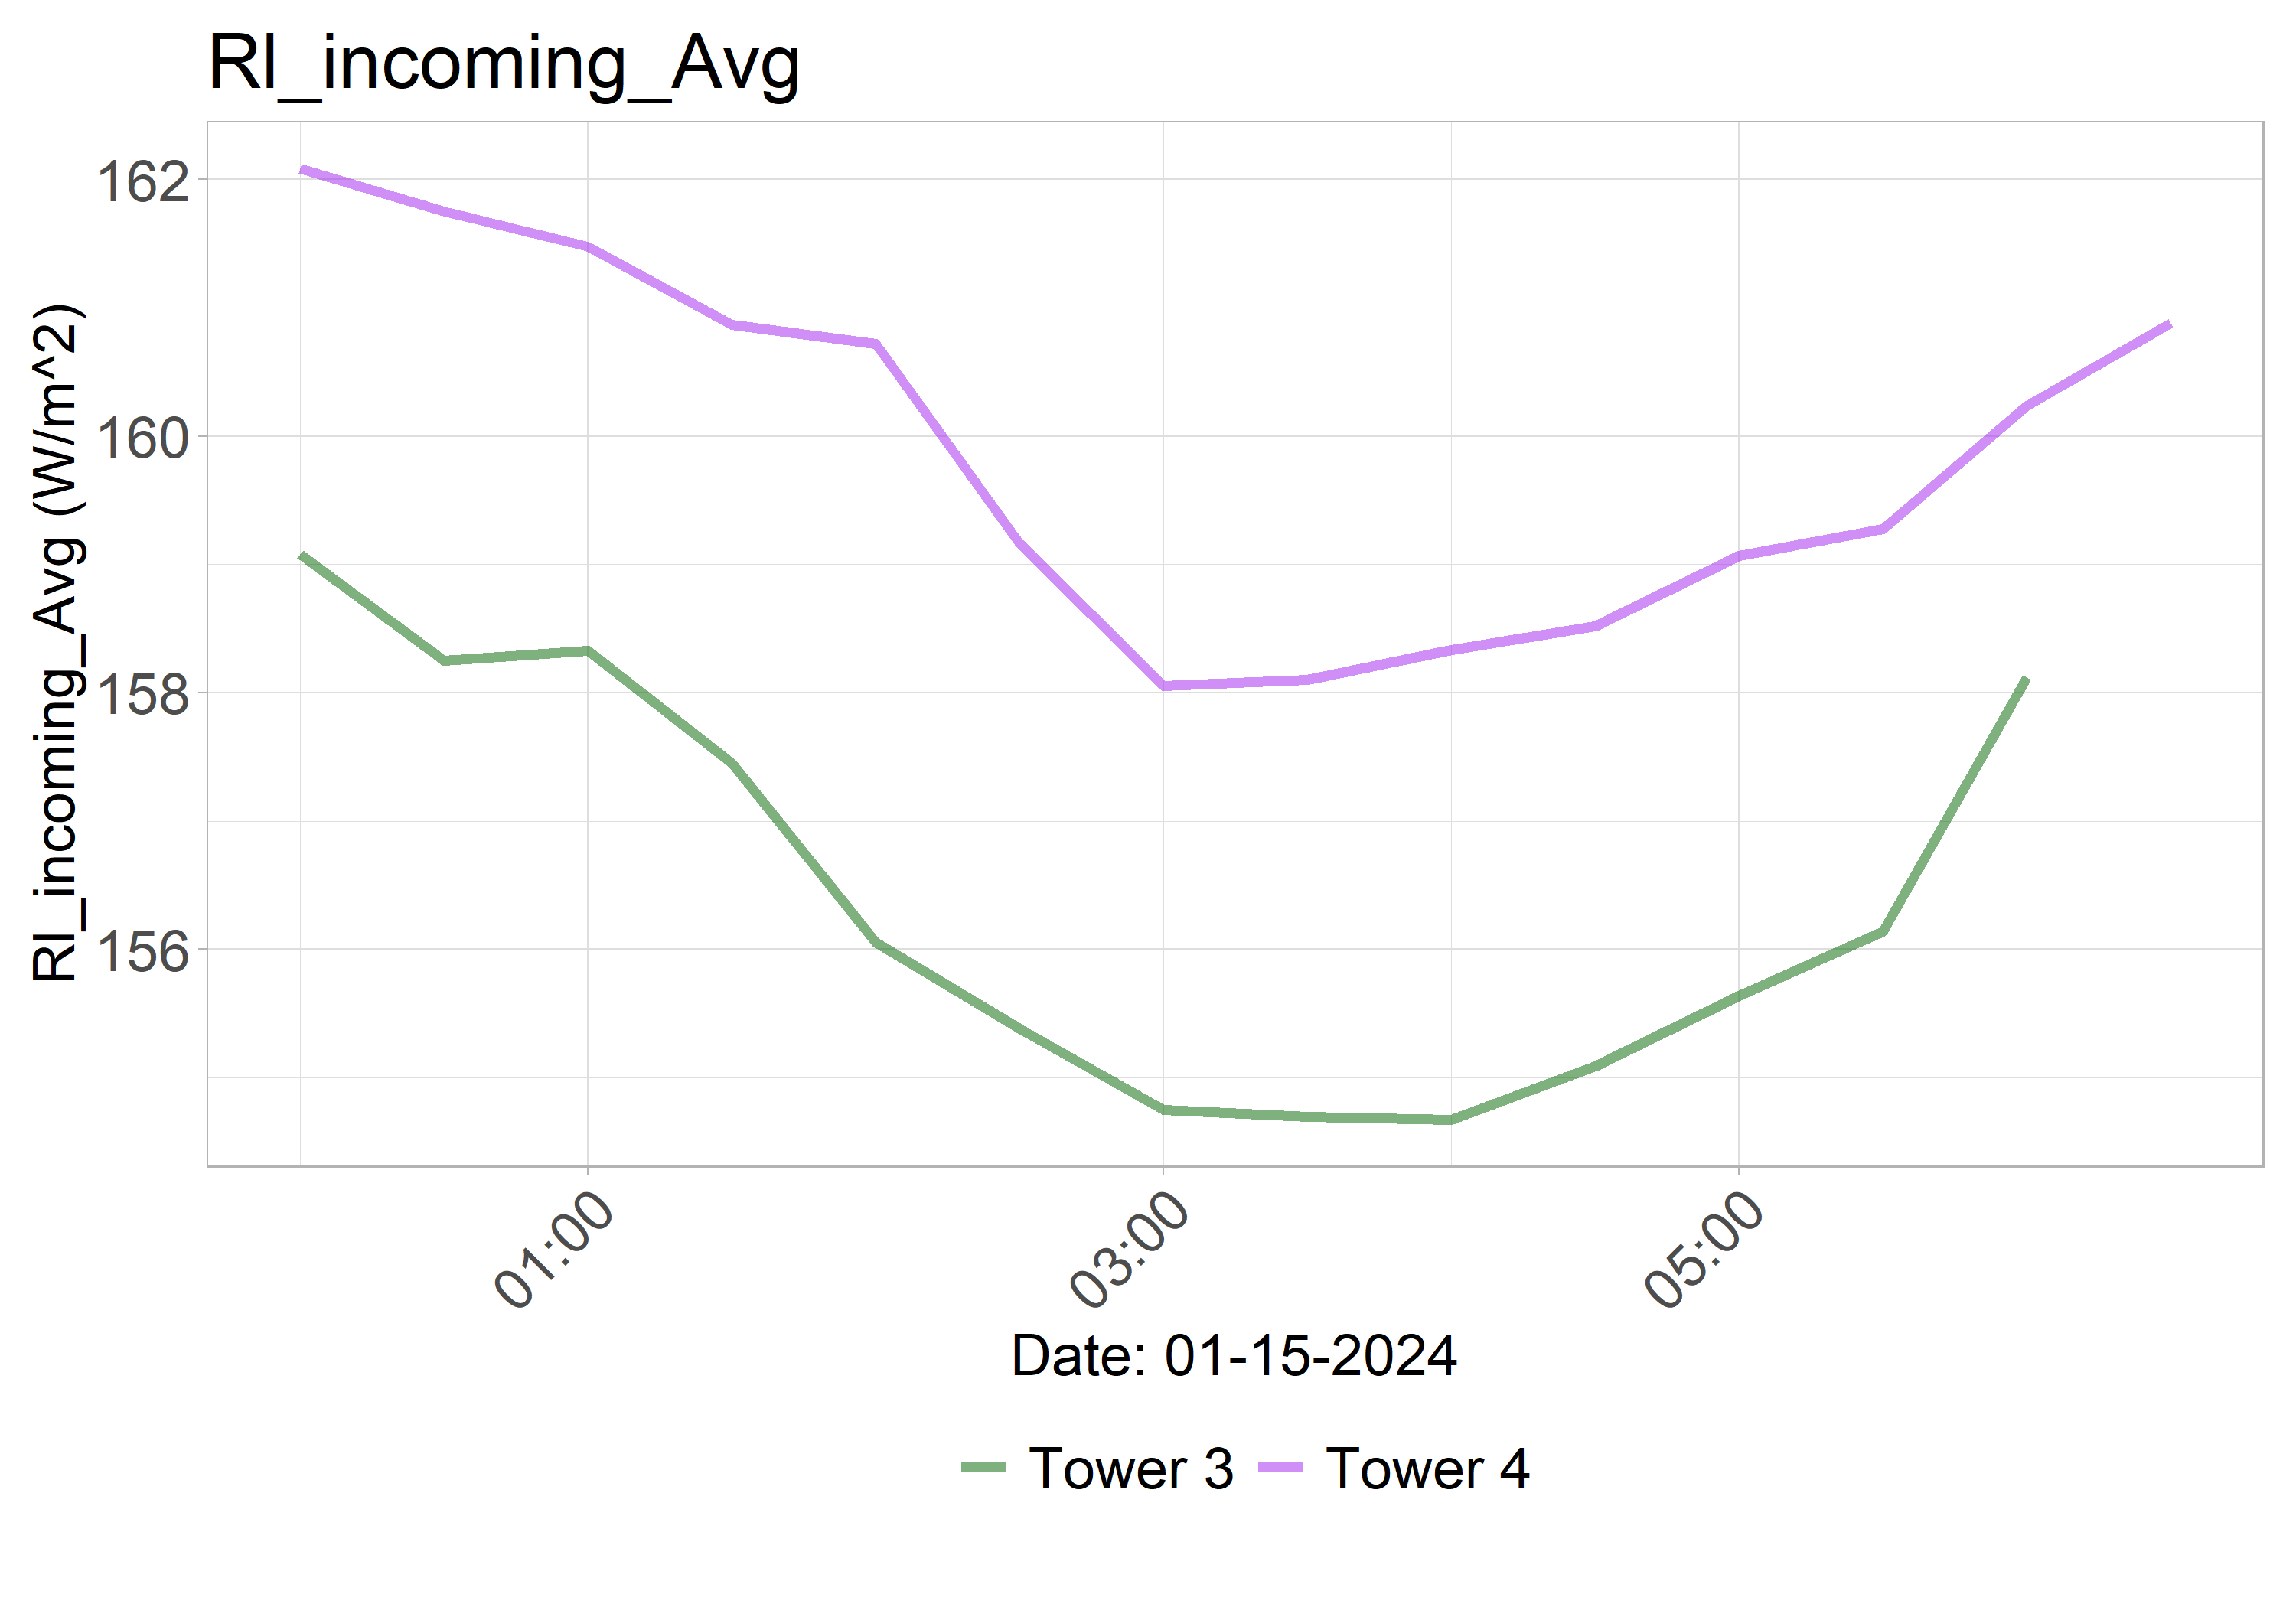 Rl_incoming_Avg
Rl_incoming_Avg (W/m^2)
162
160
158
156
01:00
03:00
05:00
Date: 01-15-2024
Tower 3
Tower 4